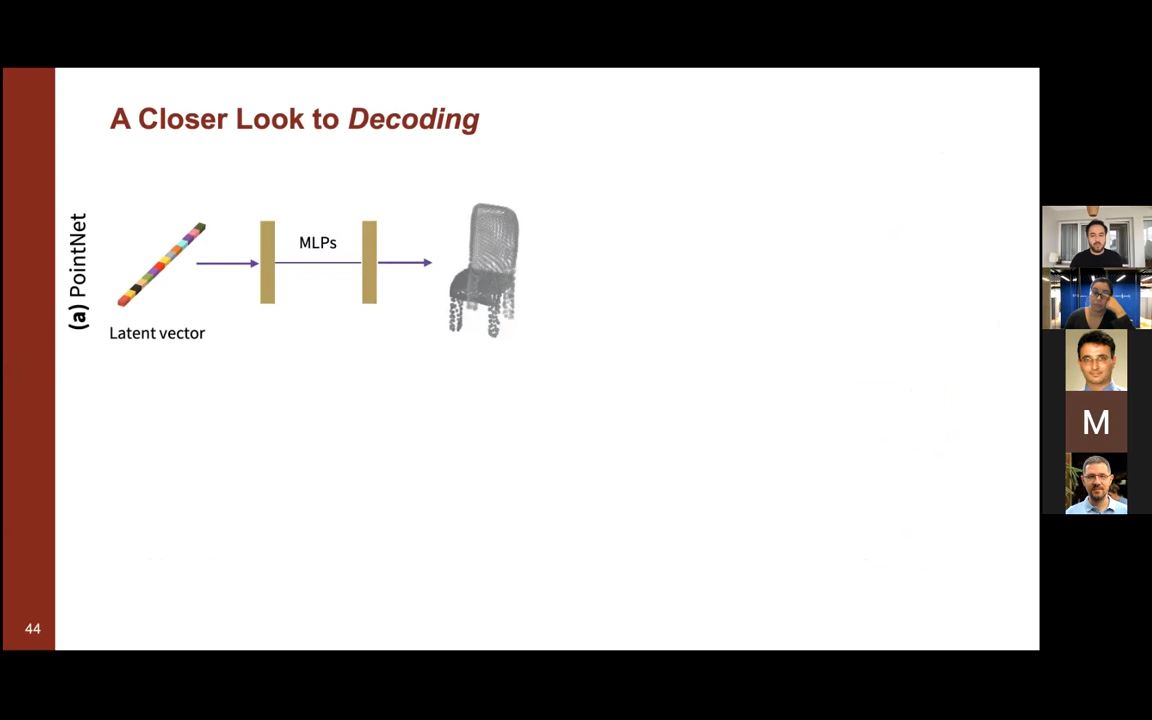 A Closer Look to Decoding
(a) PointNet
MLPs
Latent vector
M
44